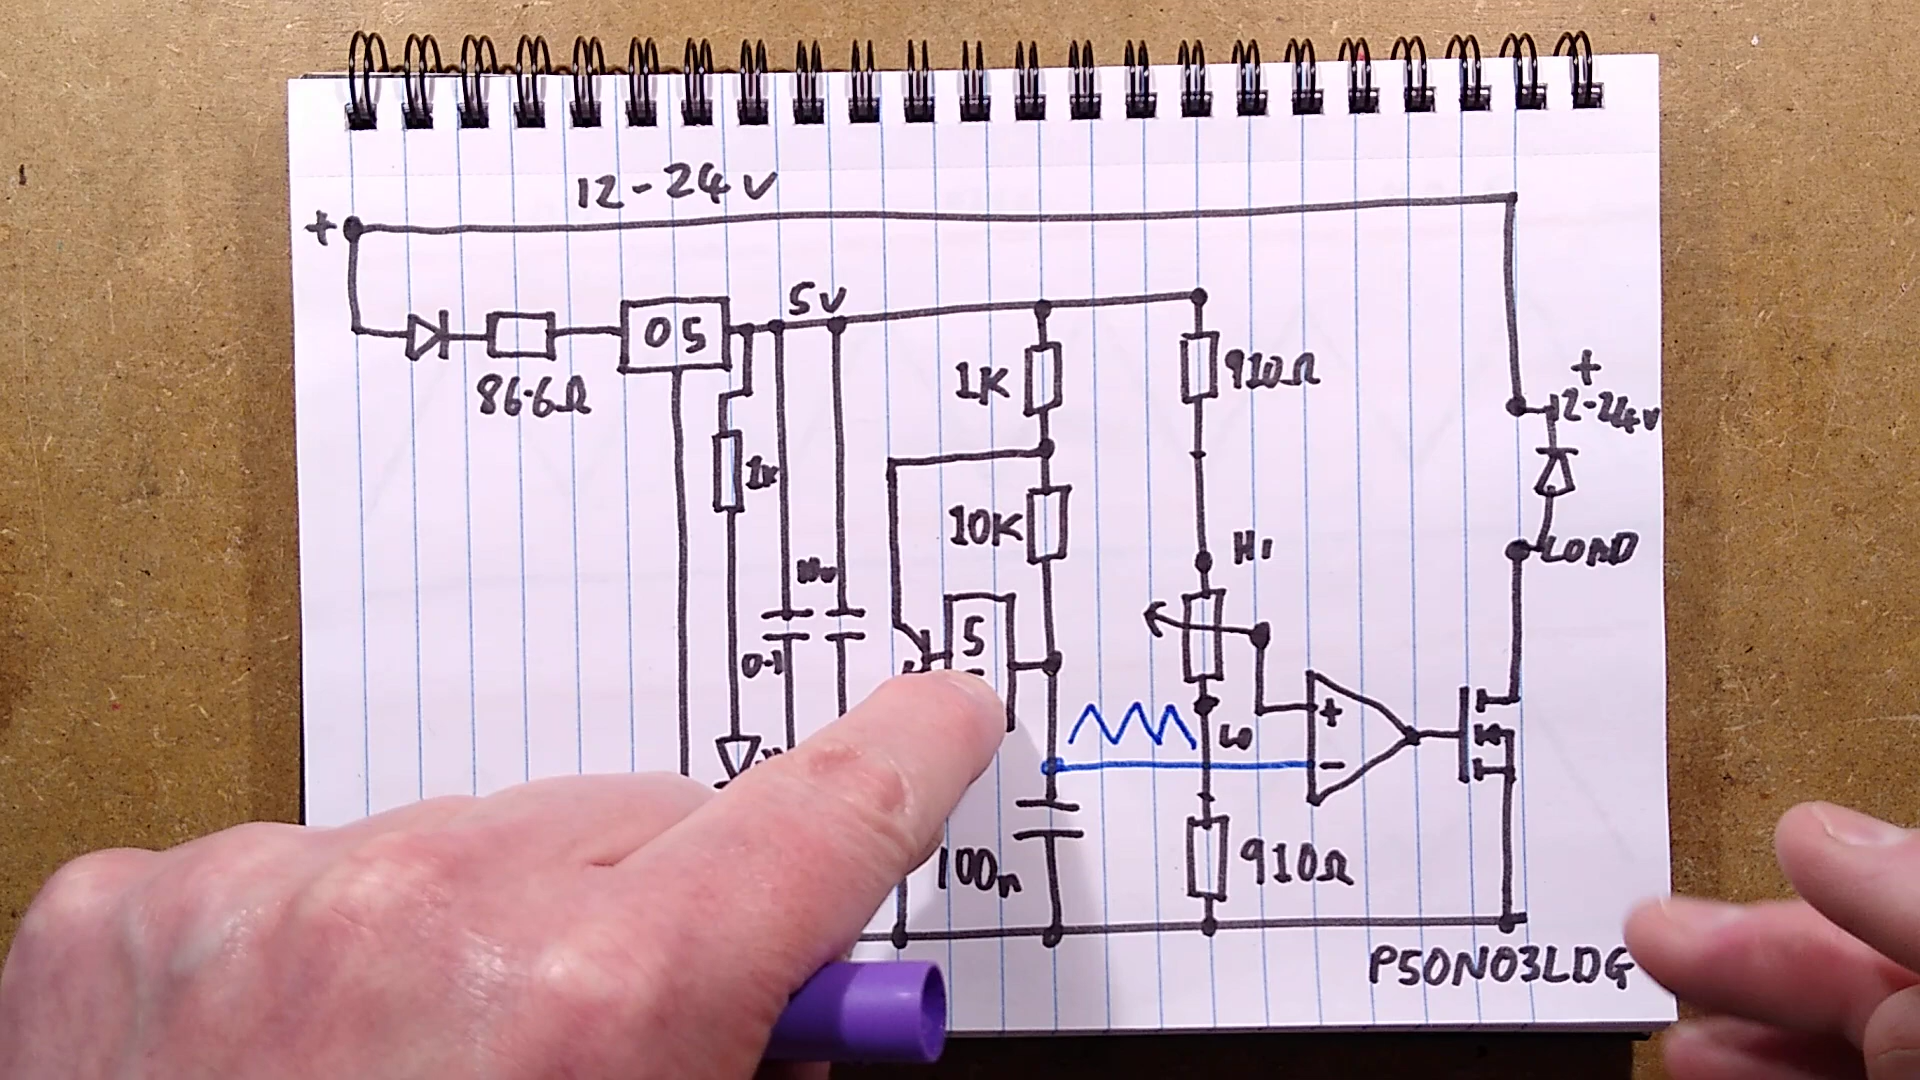 12-24V
+
5V
05
86.6Ω
1K
910Ω
+
12-24V
1K
10K
HI
LOAD
0.1
5
+
LO
-
100n
910Ω
P50N03LDG